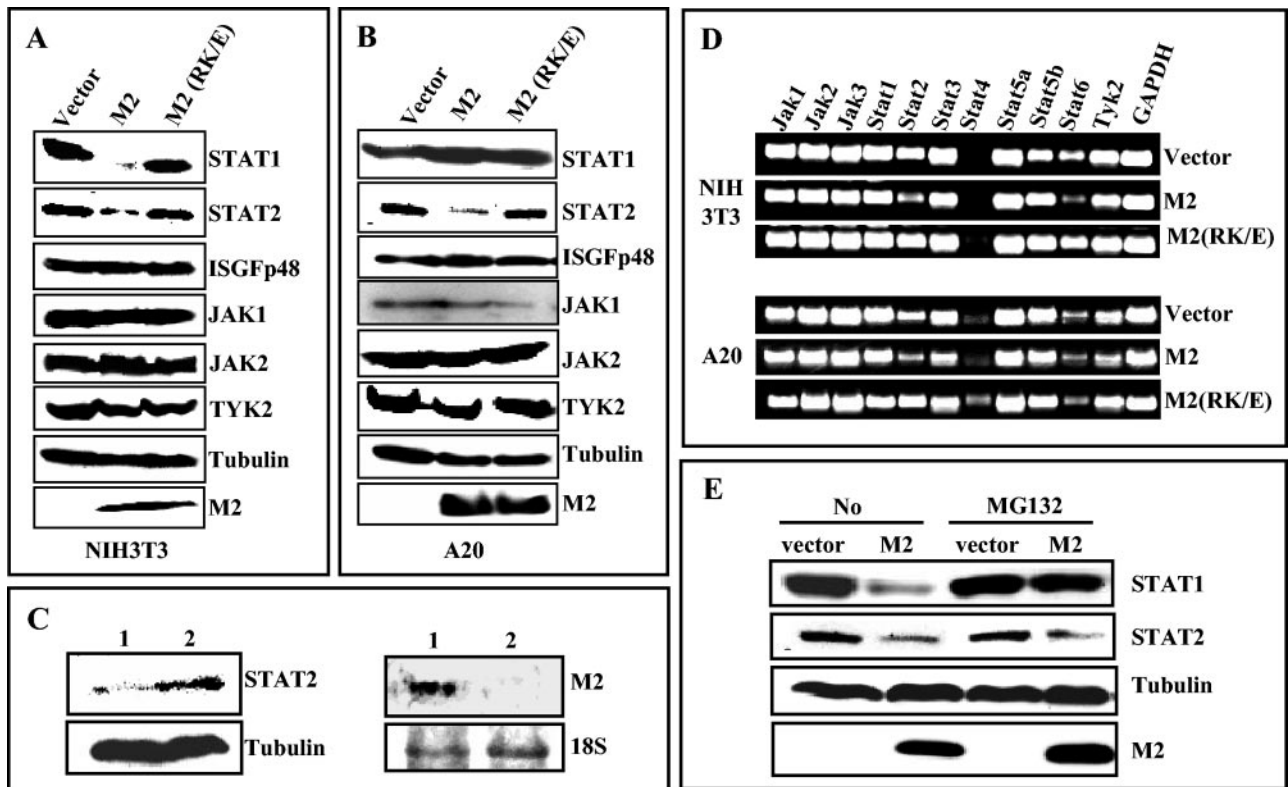 A
Vector
M2
M2 (RK/E)
STAT1
STAT2
ISGFp48
JAK1
JAK2
TYK2
Tubulin
M2
NIH3T3
B
Vector
M2
M2 (RK/E)
STAT1
STAT2
ISGFp48
JAK1
JAK2
TYK2
Tubulin
M2
A20
C
1 2
STAT2
Tubulin
1 2
M2
18S
D
Jak1
Jak2
Jak3
Stat1
Stat2
Stat3
Stat4
Stat5a
Stat5b
Stat6
Tyk2
GAPDH
NIH
3T3
Vector
M2
M2(RK/E)
A20
Vector
M2
M2(RK/E)
E
No MG132
vector M2 vector M2
STAT1
STAT2
Tubulin
M2